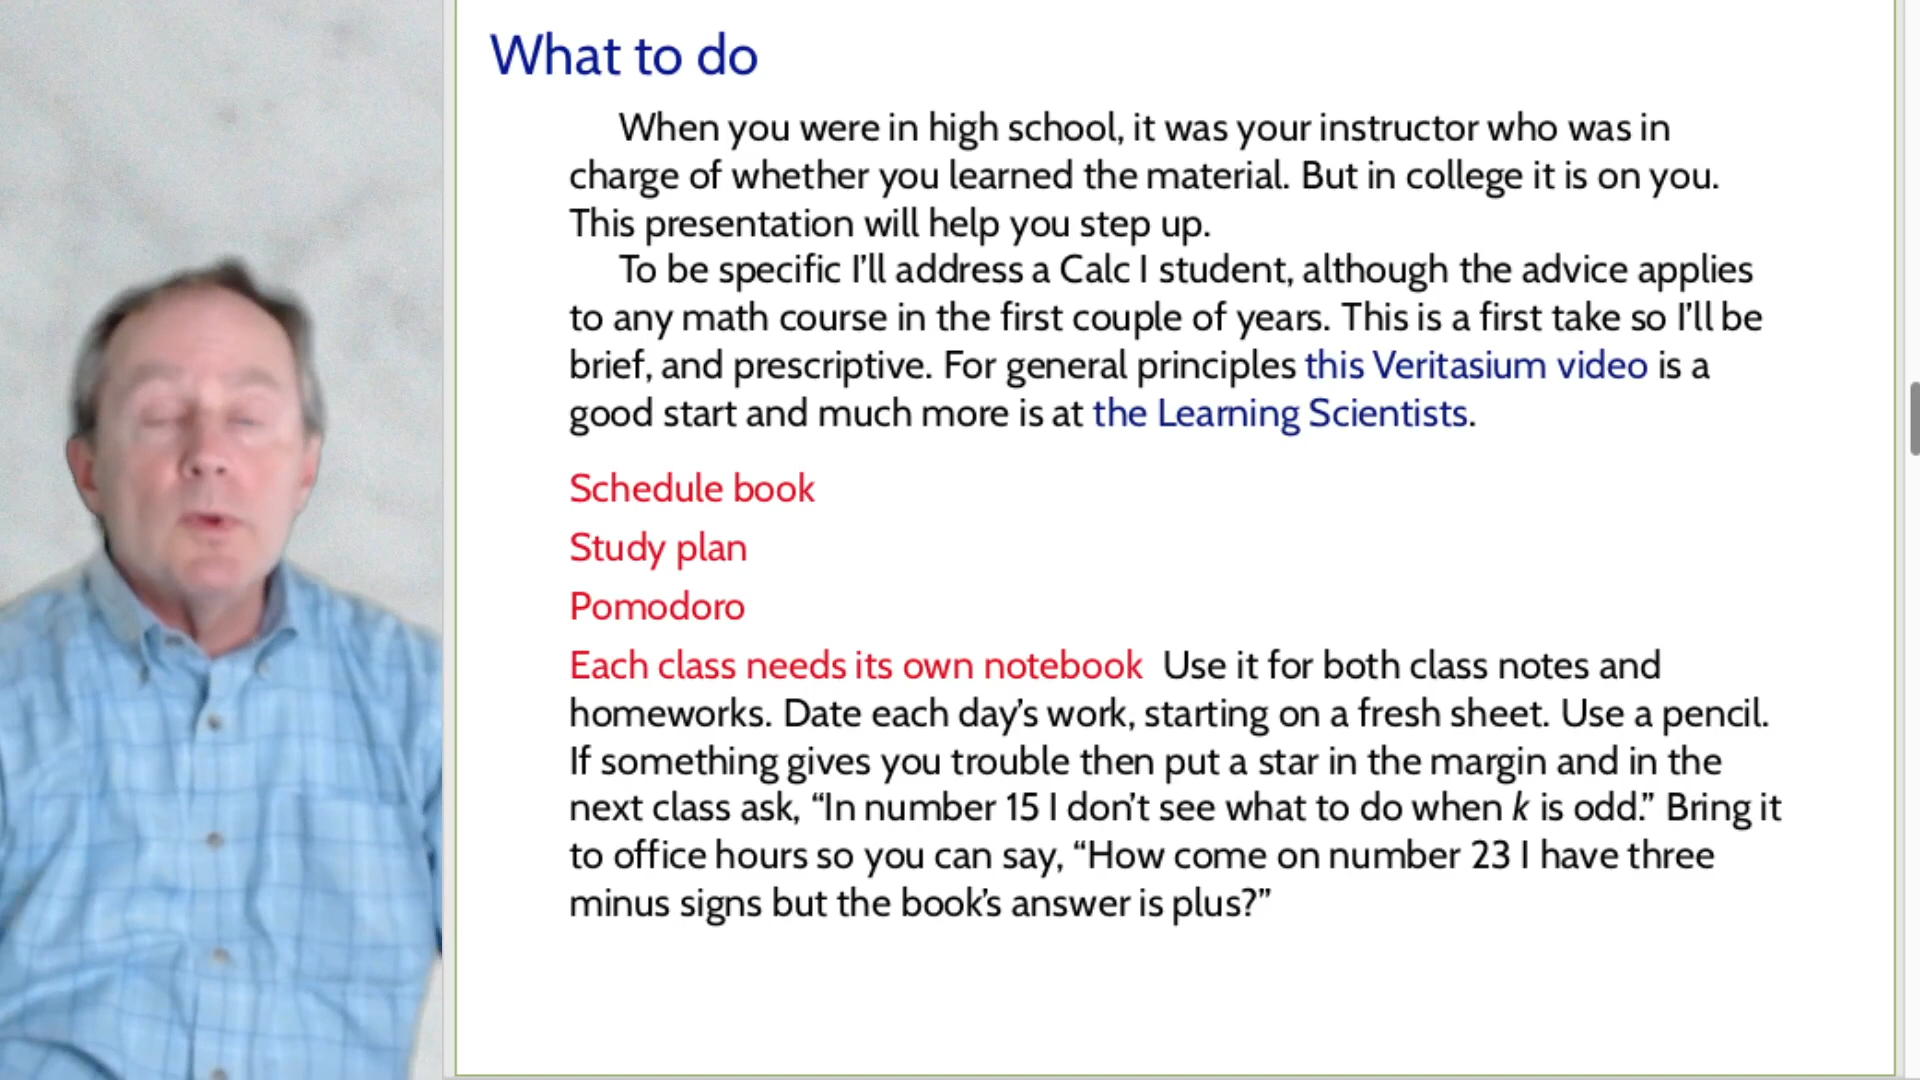 What to do
When you were in high school, it was your instructor who was in
charge of whether you learned the material. But in college it is on you.
This presentation will help you step up.
To be specific I’ll address a Calc I student, although the advice applies
to any math course in the first couple of years. This is a first take so I’ll be
brief, and prescriptive. For general principles this Veritasium video is a
good start and much more is at the Learning Scientists.
Schedule book
Study plan
Pomodoro
Each class needs its own notebook Use it for both class notes and
homeworks. Date each day’s work, starting on a fresh sheet. Use a pencil.
If something gives you trouble then put a star in the margin and in the
next class ask, “In number 15 I don’t see what to do when k is odd.” Bring it
to office hours so you can say, “How come on number 23 I have three
minus signs but the book’s answer is plus?”